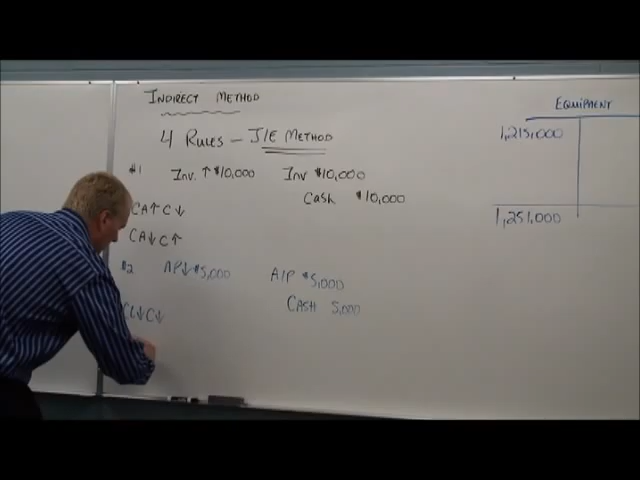 INDIRECT METHOD
4 RULES – J/E METHOD
#1 INV. ↑ $10,000 INV $10,000
CASH $10,000
CA↑ C↓
CA↓ C↑
#2 AP↓ $5,000 A/P $5,000
CASH 5,000
CL↓ C↓
EQUIPMENT
1,215,000
1,251,000